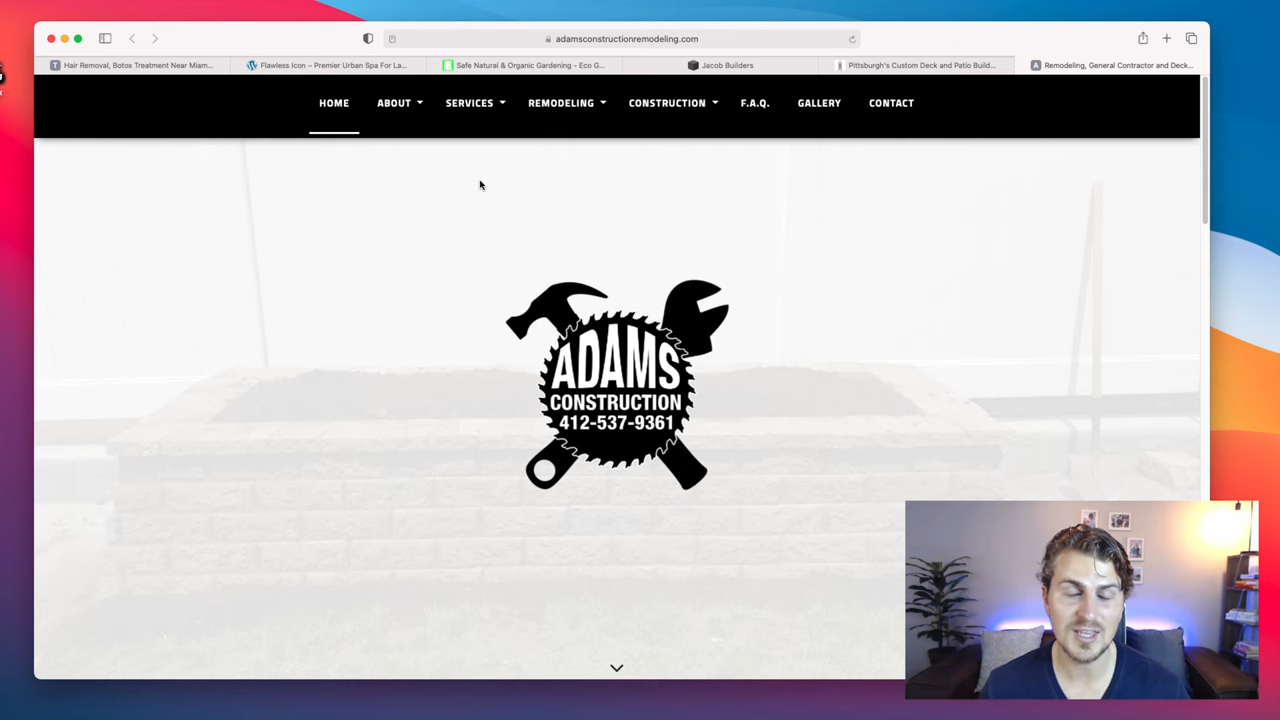 adamsconstructionremodeling.com
Hair Removal, Botox Treatment Near Miam...
Flawless Icon – Premier Urban Spa For La...
Safe Natural & Organic Gardening - Eco G...
Jacob Builders
Pittsburgh's Custom Deck and Patio Build...
Remodeling, General Contractor and Deck...
HOME ABOUT SERVICES REMODELING CONSTRUCTION F.A.Q. GALLERY CONTACT
ADAMS
CONSTRUCTION
412-537-9361